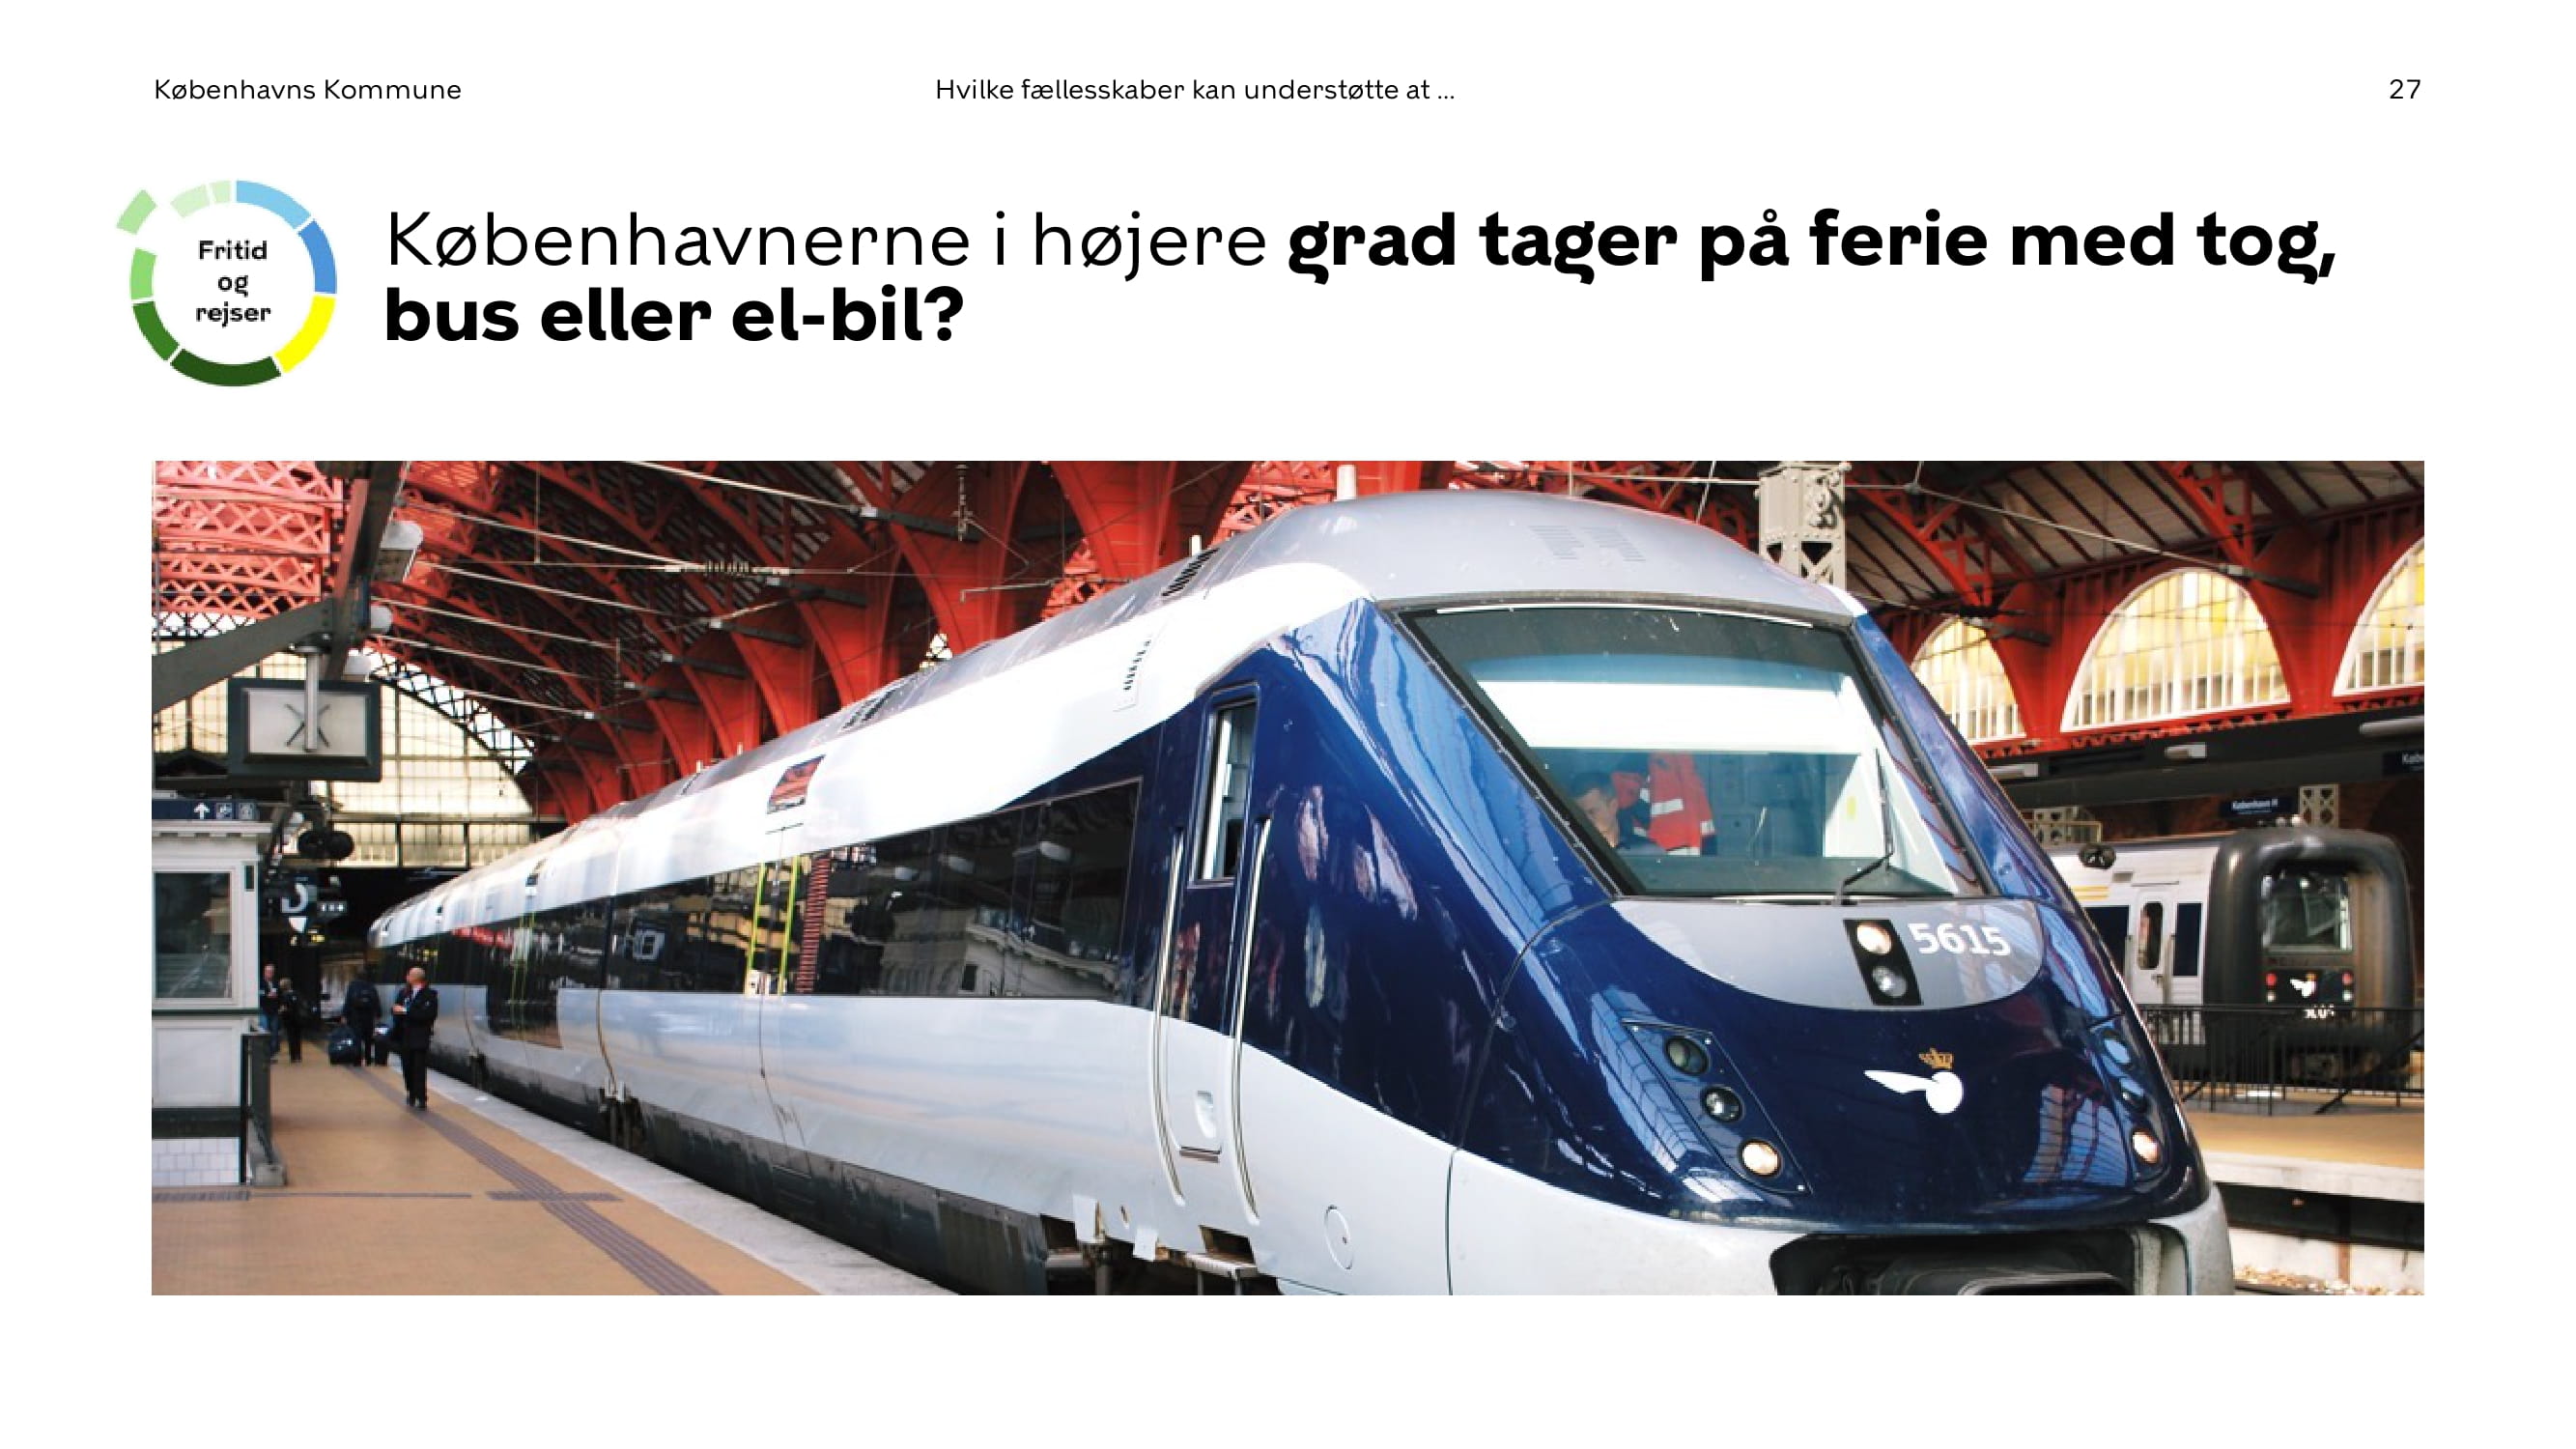 Københavns Kommune
Hvilke fællesskaber kan understøtte at ...
27
Fritid
og
rejser
Københavnerne i højere grad tager på ferie med tog,
bus eller el-bil?
5615
København H